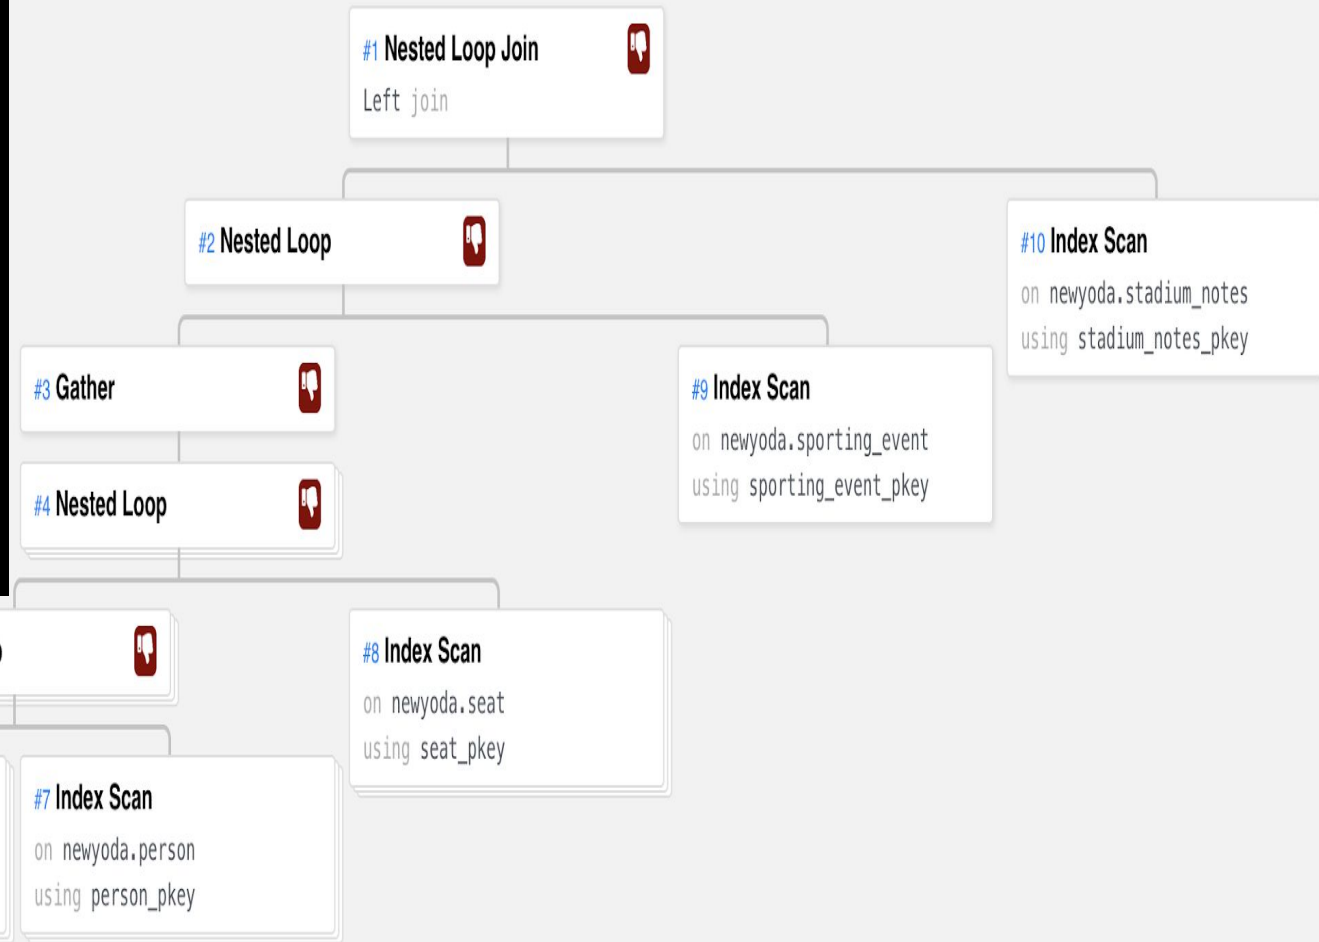 #1 Nested Loop Join
Left join
#2 Nested Loop
#10 Index Scan
on newyoda.stadium_notes
using stadium_notes_pkey
#3 Gather
#9 Index Scan
on newyoda.sporting_event
using sporting_event_pkey
#4 Nested Loop
#8 Index Scan
on newyoda.seat
using seat_pkey
#7 Index Scan
on newyoda.person
using person_pkey